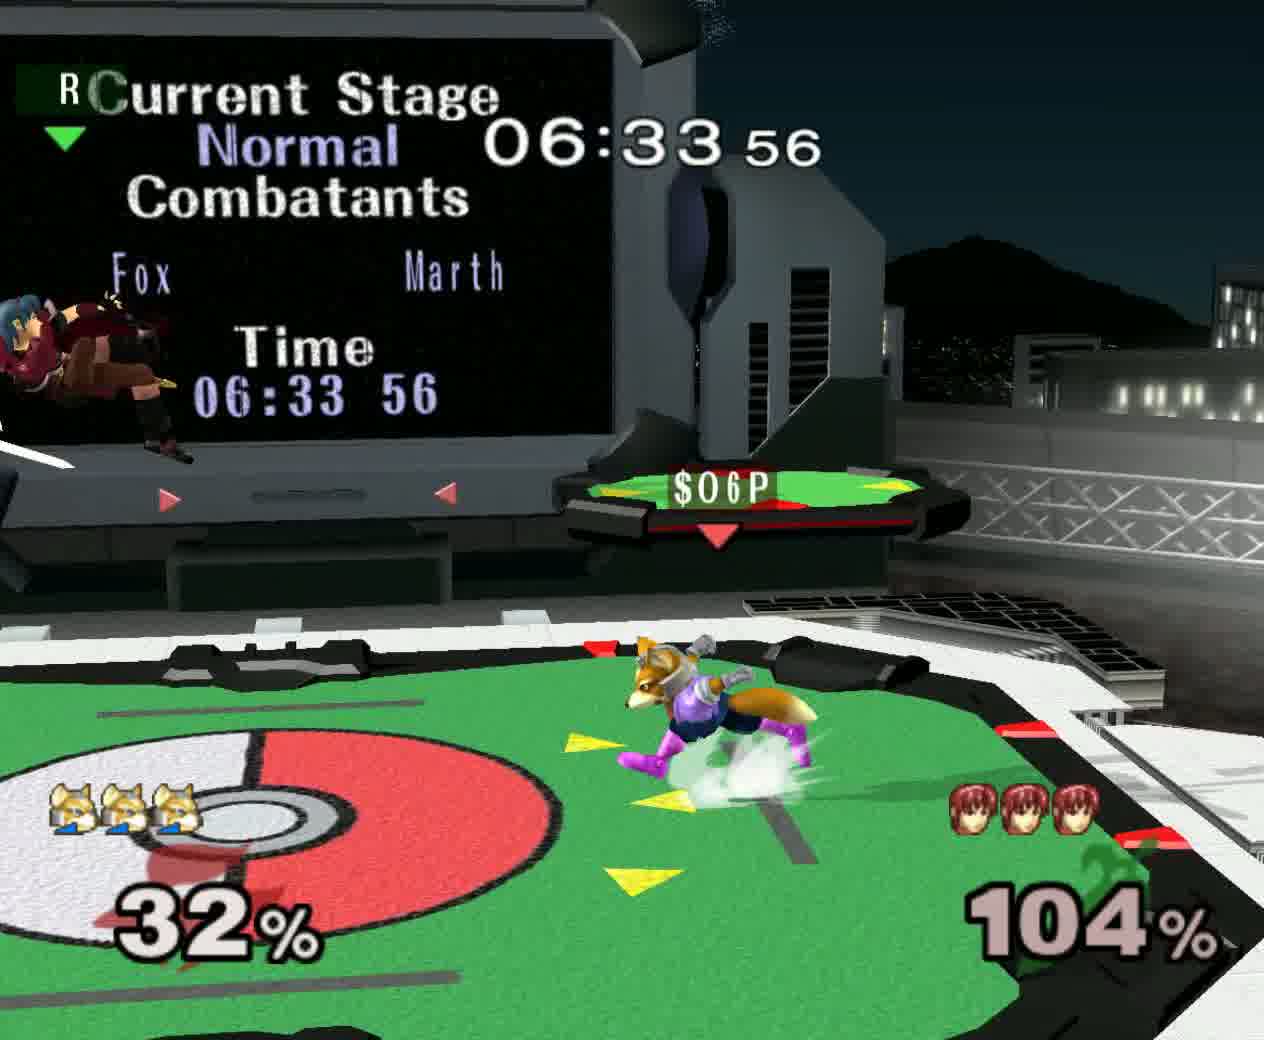 R
Current Stage
Normal
06:33 56
Combatants
Fox
Marth
Time
06:33 56
$06P
32%
104%